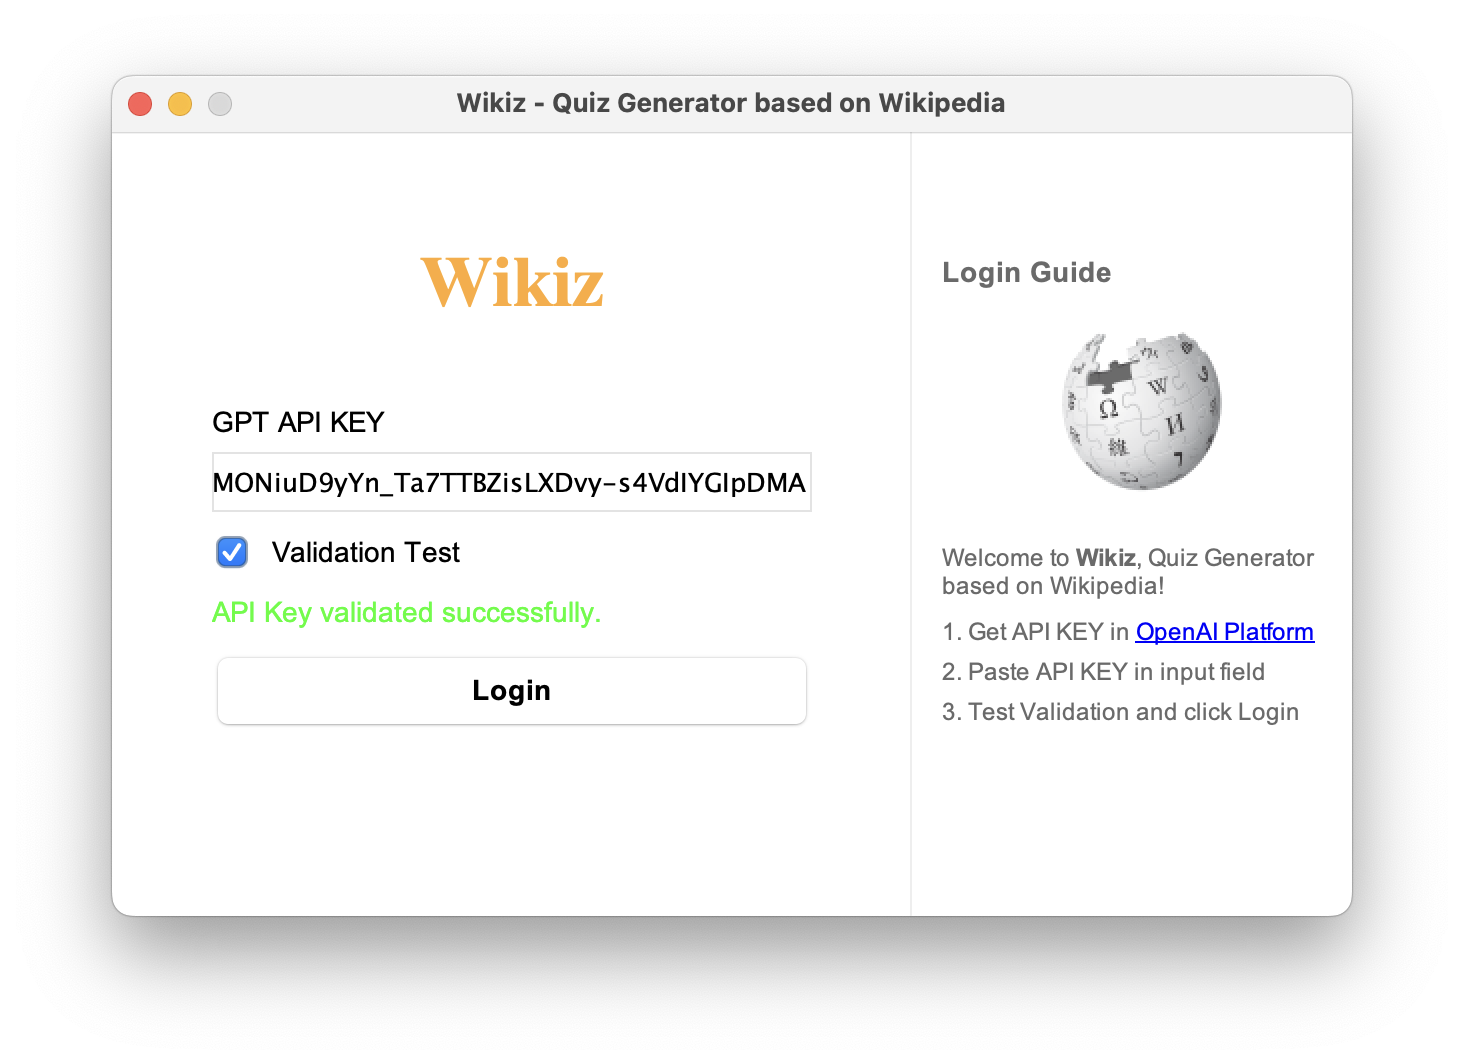 Wikiz - Quiz Generator based on Wikipedia
Wikiz
GPT API KEY
MONiuD9yYn_Ta7TTBZisLXDvy-s4VdIYGIpDMA
Validation Test
API Key validated successfully.
Login
Login Guide
Ω W И 維
Welcome to Wikiz, Quiz Generator
based on Wikipedia!
1. Get API KEY in OpenAI Platform
2. Paste API KEY in input field
3. Test Validation and click Login